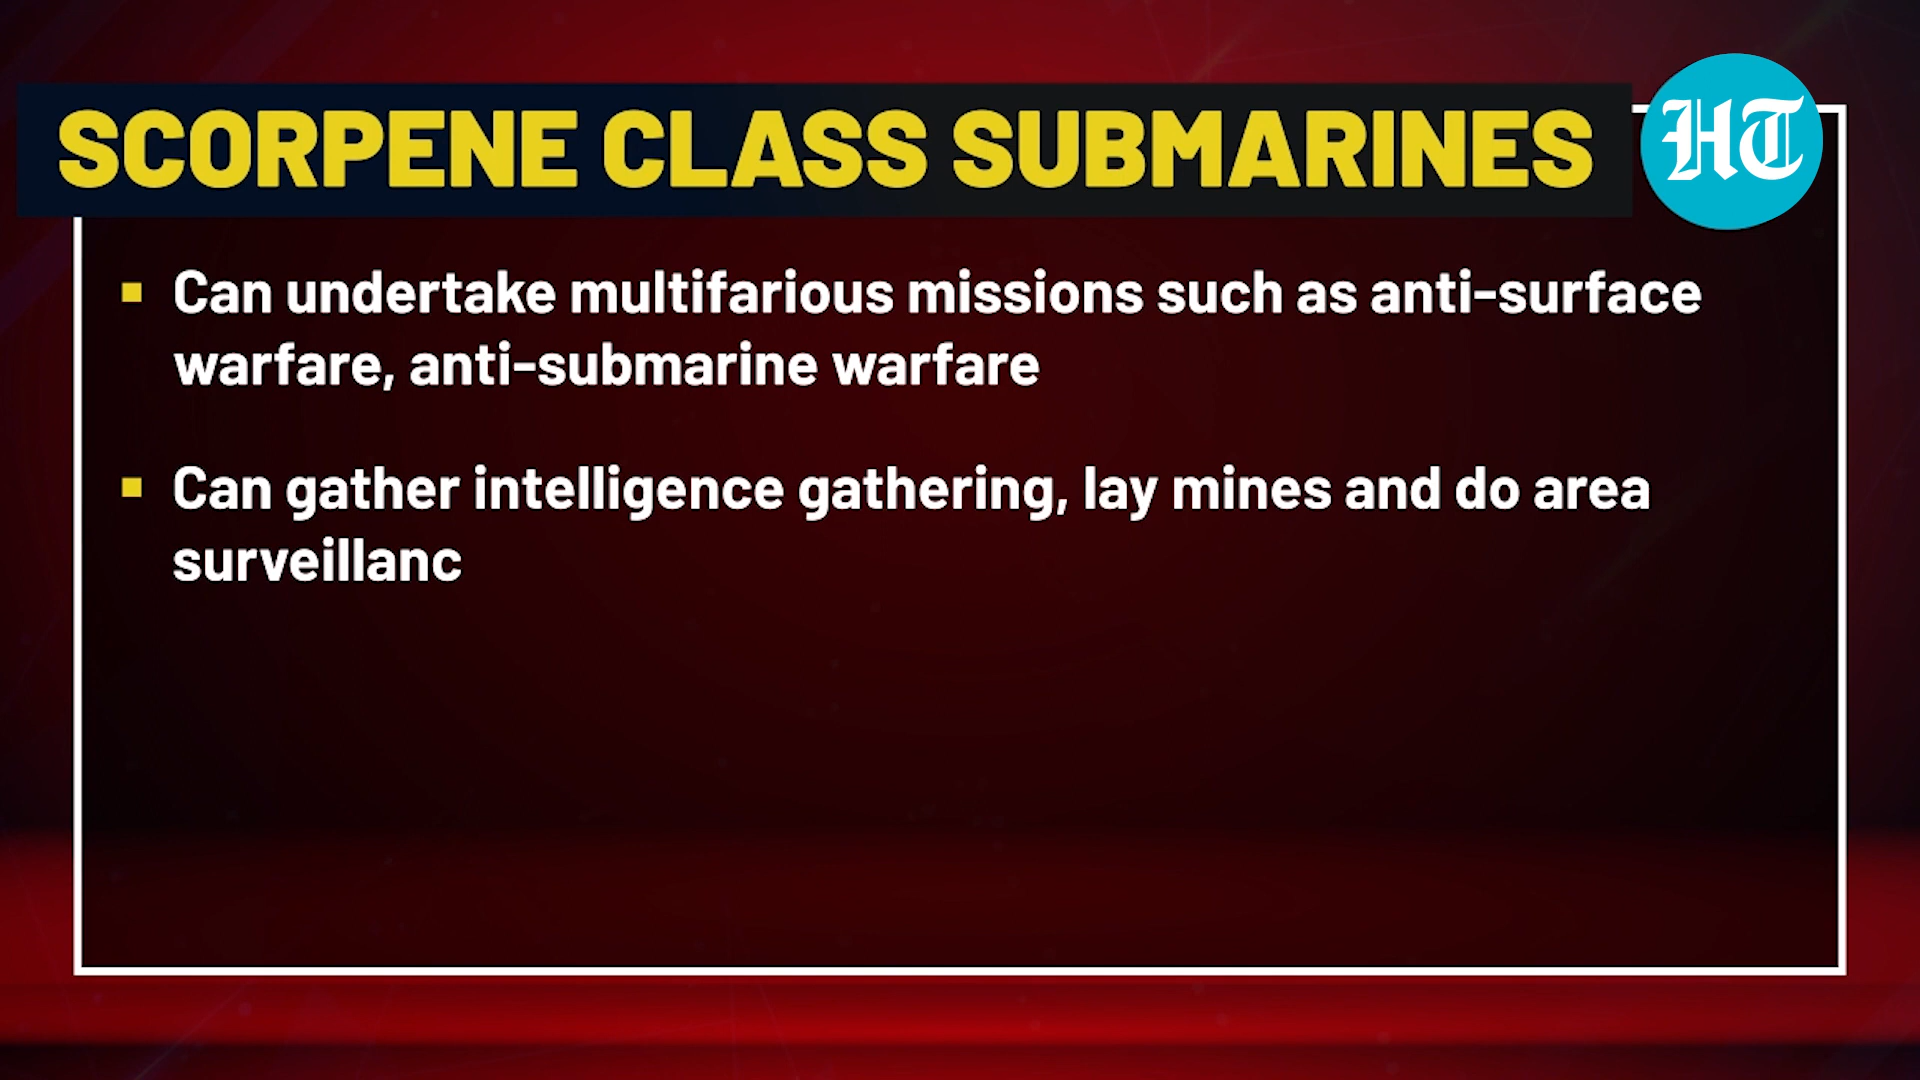 SCORPENE CLASS SUBMARINES
HT
Can undertake multifarious missions such as anti-surface
warfare, anti-submarine warfare
Can gather intelligence gathering, lay mines and do area
surveillanc